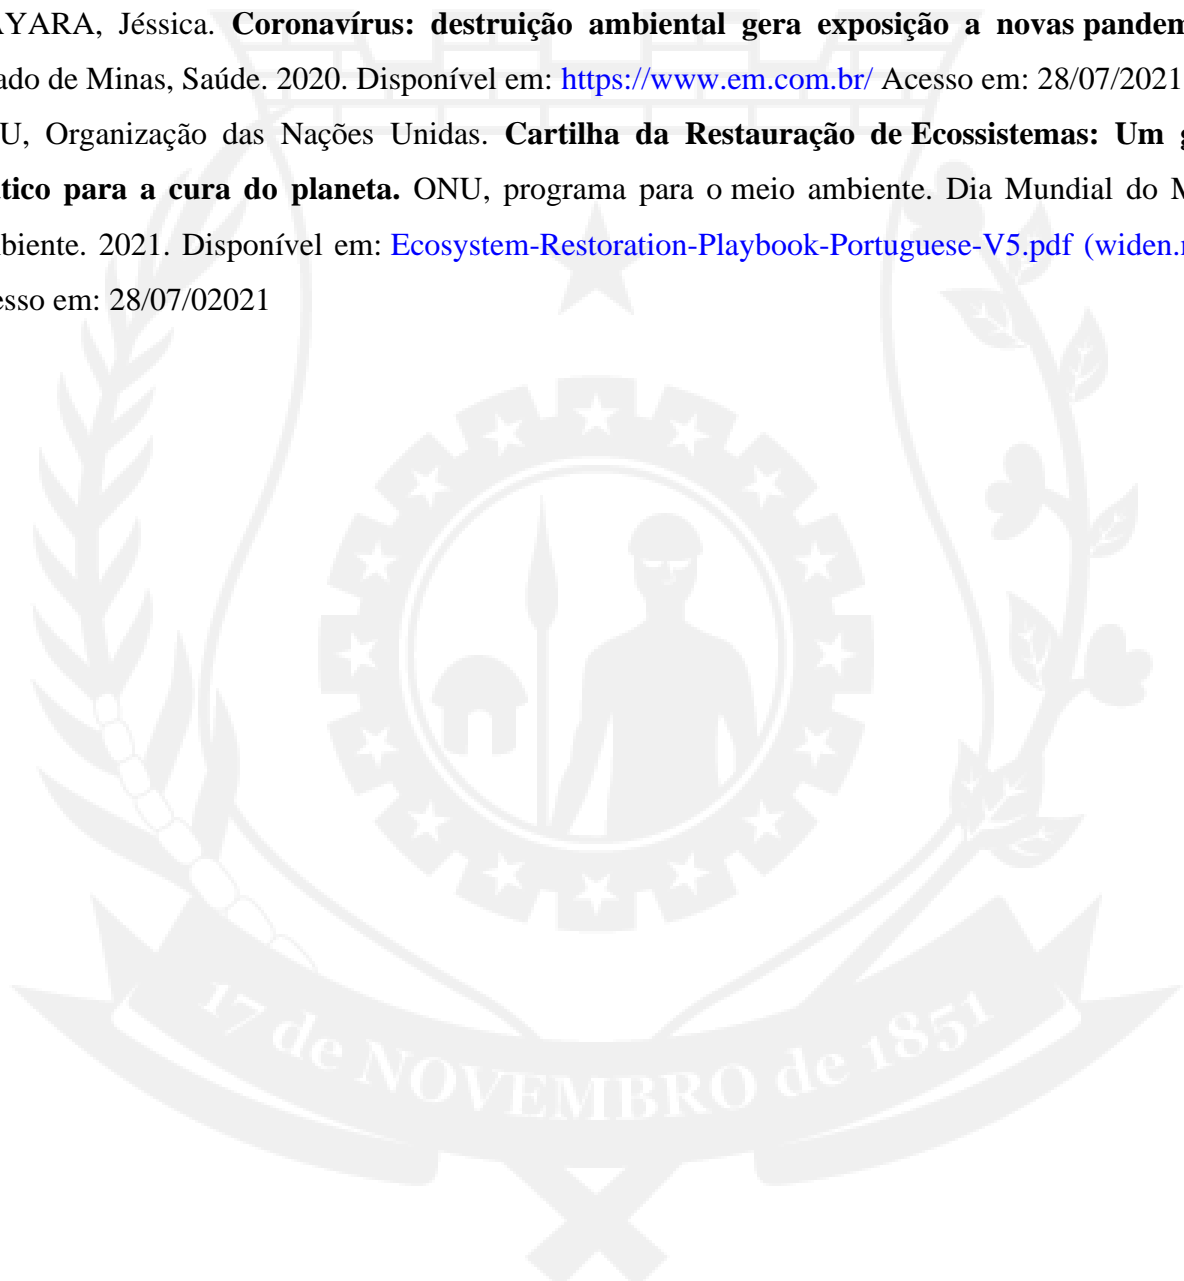 AYARA, Jéssica. Coronavírus: destruição ambiental gera exposição a novas pandem
ado de Minas, Saúde. 2020. Disponível em: https://www.em.com.br/ Acesso em: 28/07/2021
U, Organização das Nações Unidas. Cartilha da Restauração de Ecossistemas: Um g
tico para a cura do planeta. ONU, programa para o meio ambiente. Dia Mundial do M
biente. 2021. Disponível em: Ecosystem-Restoration-Playbook-Portuguese-V5.pdf (widen.n
esso em: 28/07/02021
17 de NOVEMBRO de 1851